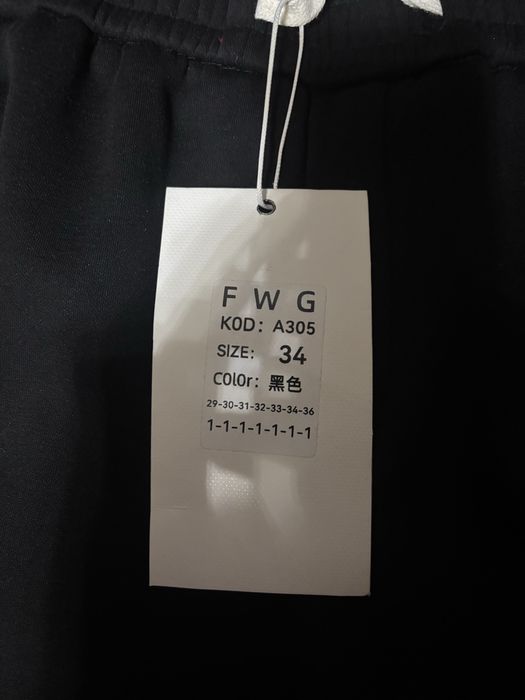 F W G
KOD: A305
SIZE: 34
COlOr: 黑色
29-30-31-32-33-34-36
1-1-1-1-1-1-1